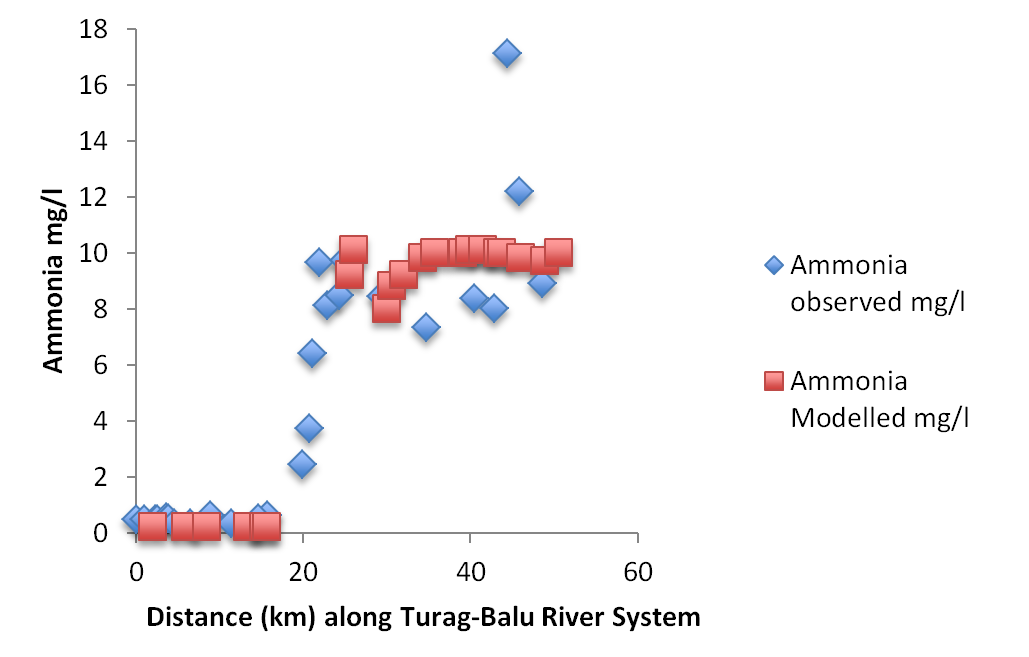 18
16
14
12
10
8
6
4
2
0
Ammonia mg/l
0 20 40 60
Distance (km) along Turag-Balu River System
Ammonia
observed mg/l
Ammonia
Modelled mg/l